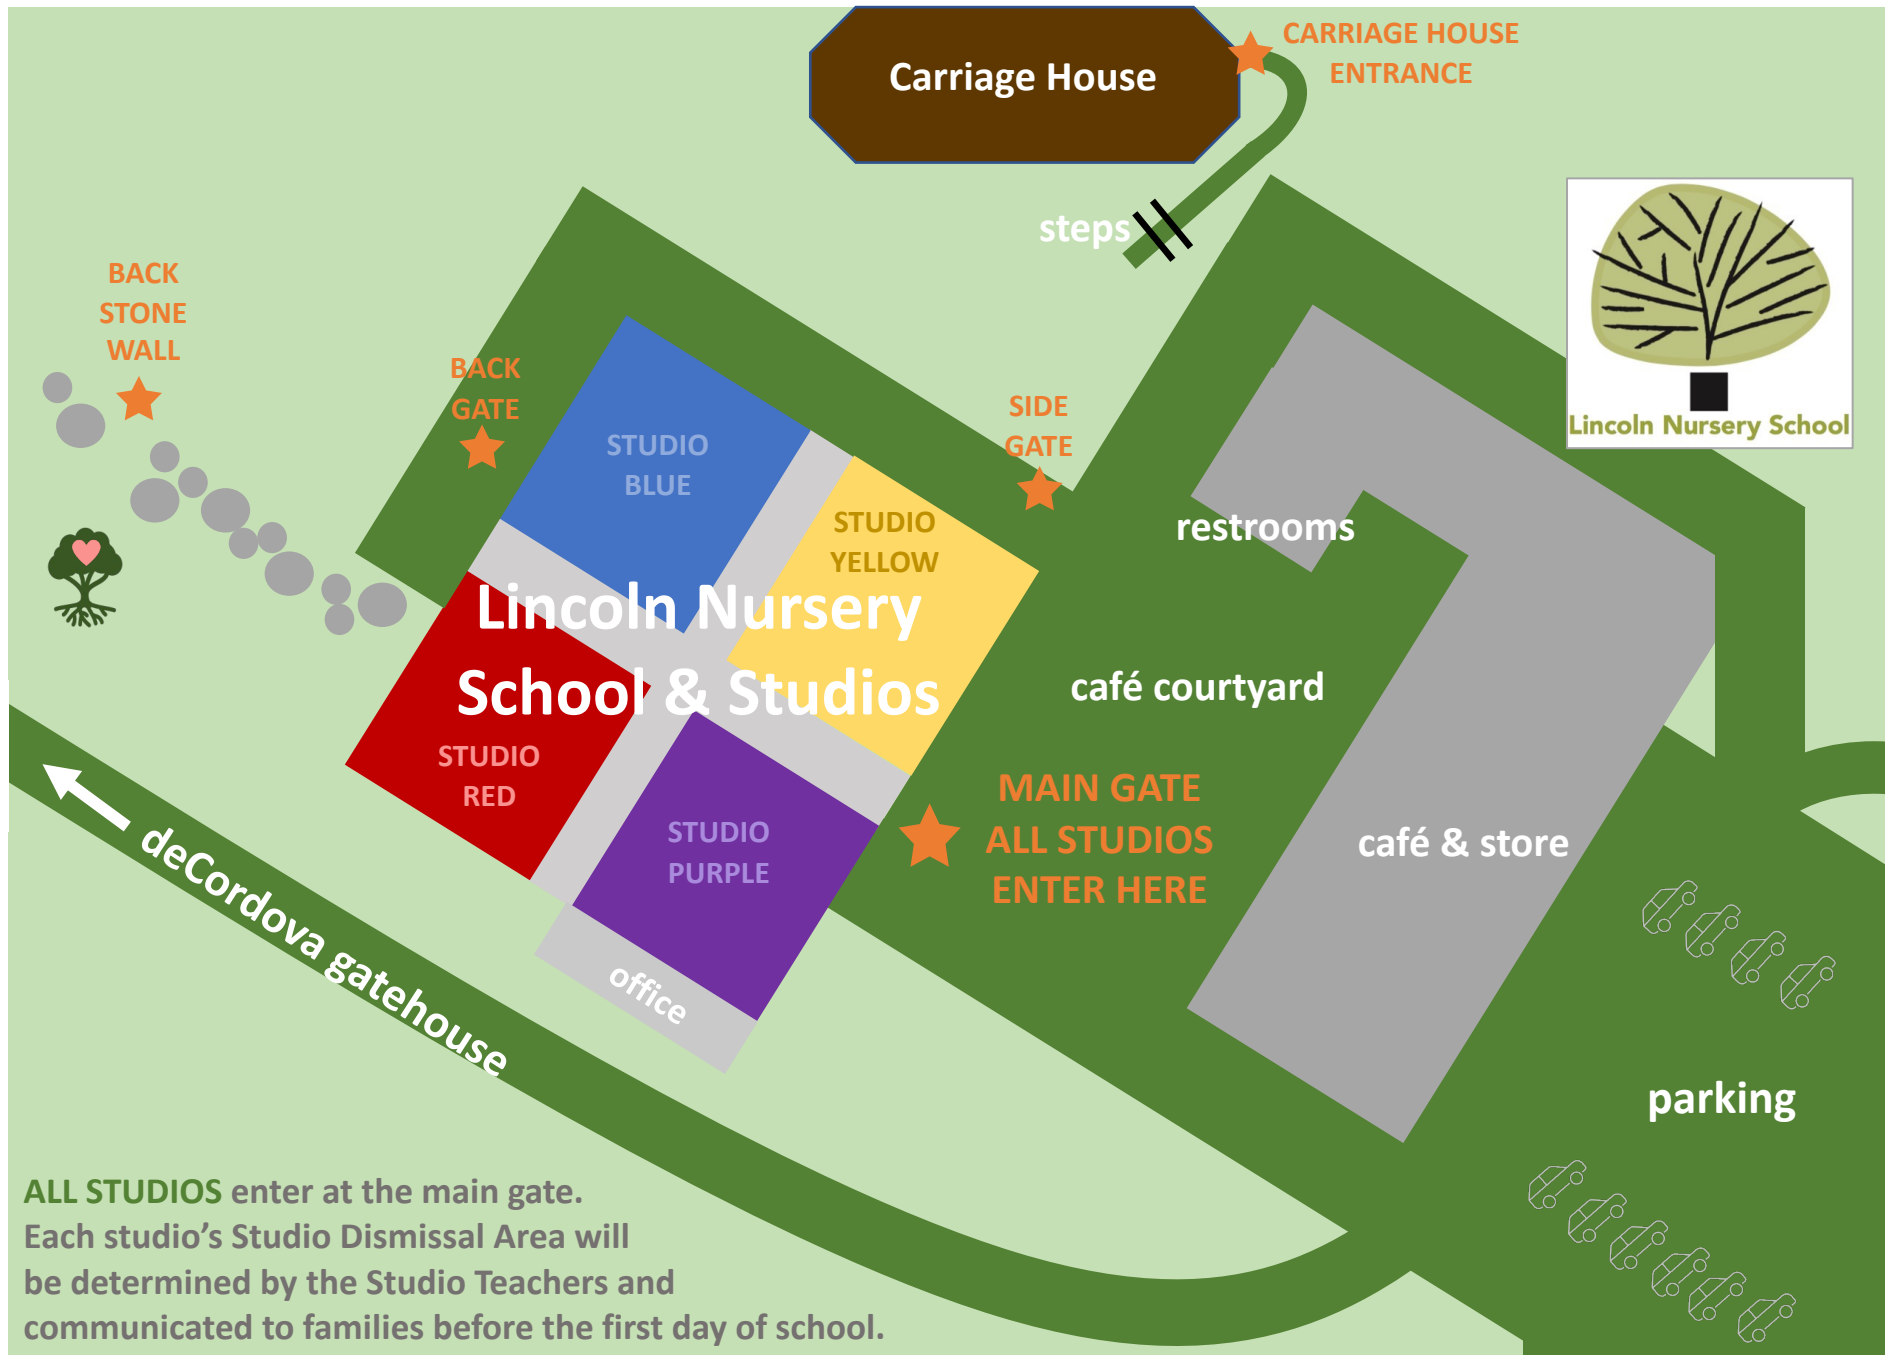 Carriage House
CARRIAGE HOUSE
ENTRANCE
steps
BACK
STONE
WALL
BACK
GATE
SIDE
GATE
Lincoln Nursery School
STUDIO
BLUE
STUDIO
YELLOW
restrooms
Lincoln Nursery
School & Studios
café courtyard
STUDIO
RED
STUDIO
PURPLE
MAIN GATE
ALL STUDIOS
ENTER HERE
café & store
deCordova gatehouse
office
parking
ALL STUDIOS enter at the main gate.
Each studio’s Studio Dismissal Area will
be determined by the Studio Teachers and
communicated to families before the first day of school.